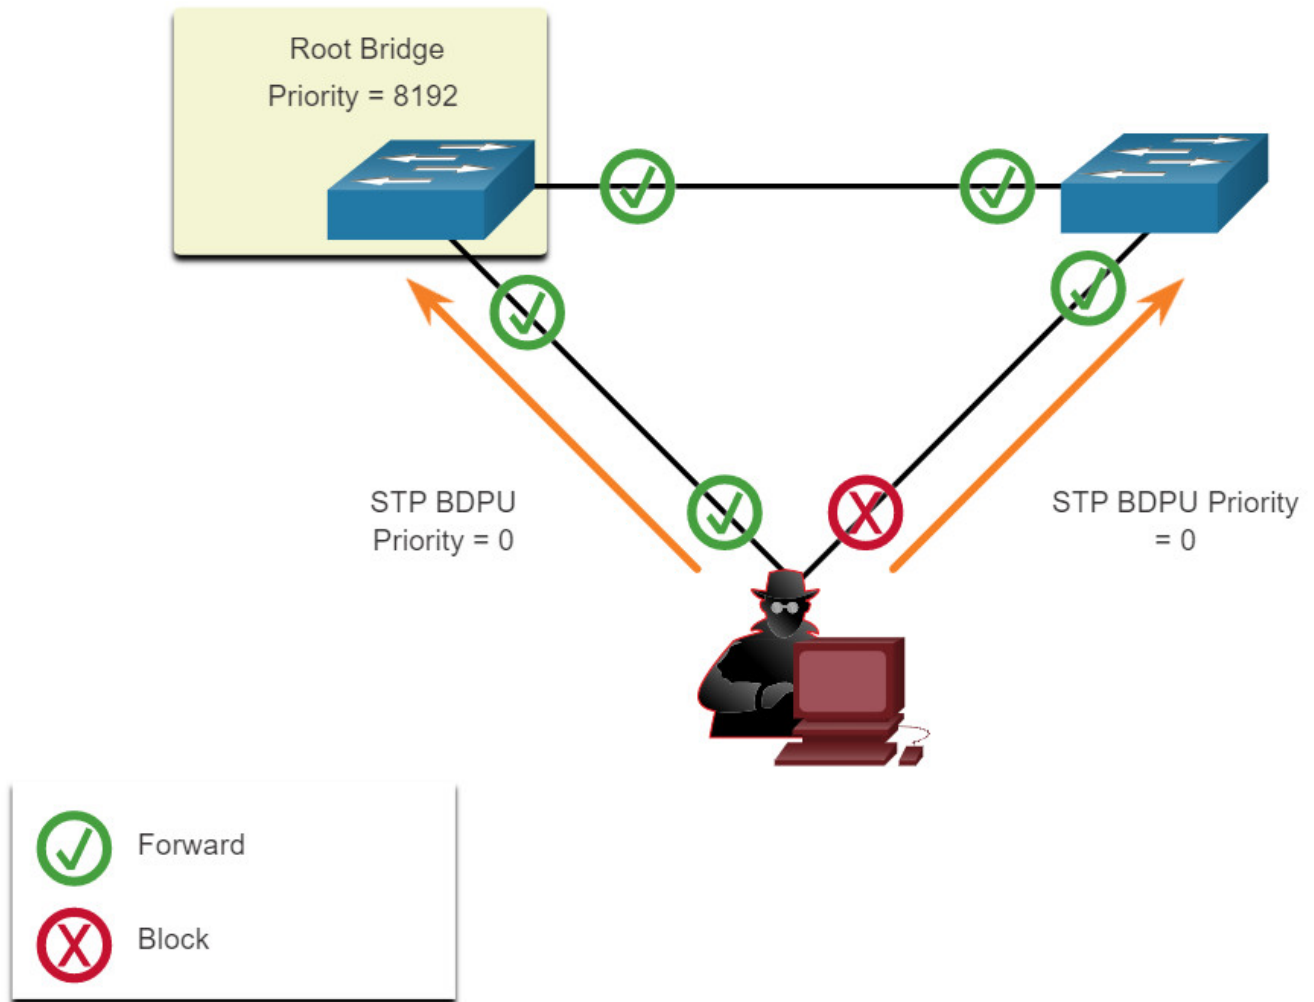 Root Bridge
Priority = 8192
STP BDPU
Priority = 0
STP BDPU Priority
= 0
Forward
Block